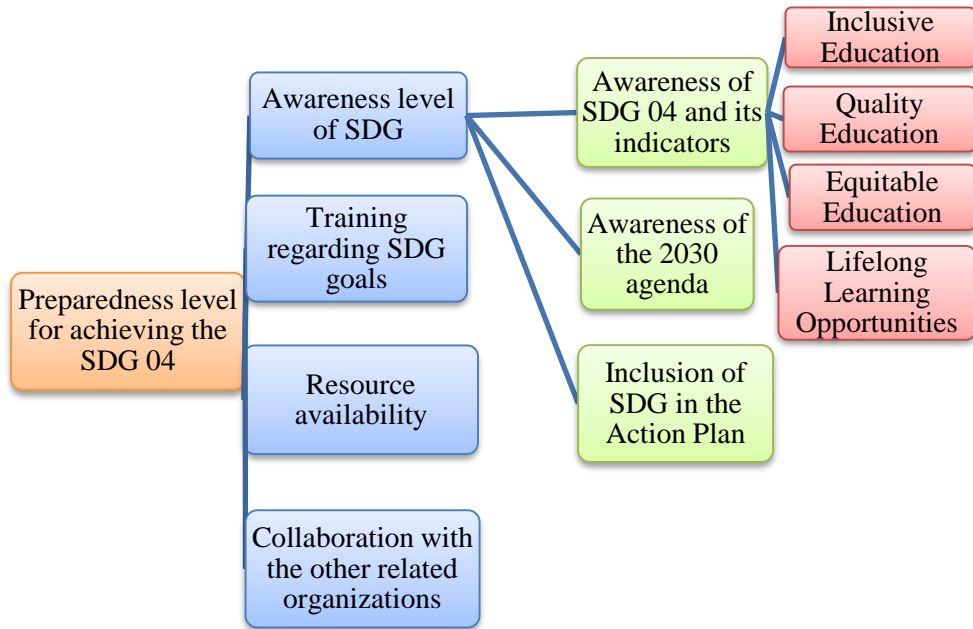 Preparedness level
for achieving the
SDG 04
Awareness level
of SDG
Training
regarding SDG
goals
Resource
availability
Collaboration with
the other related
organizations
Awareness of
SDG 04 and its
indicators
Awareness of
the 2030
agenda
Inclusion of
SDG in the
Action Plan
Inclusive
Education
Quality
Education
Equitable
Education
Lifelong
Learning
Opportunities